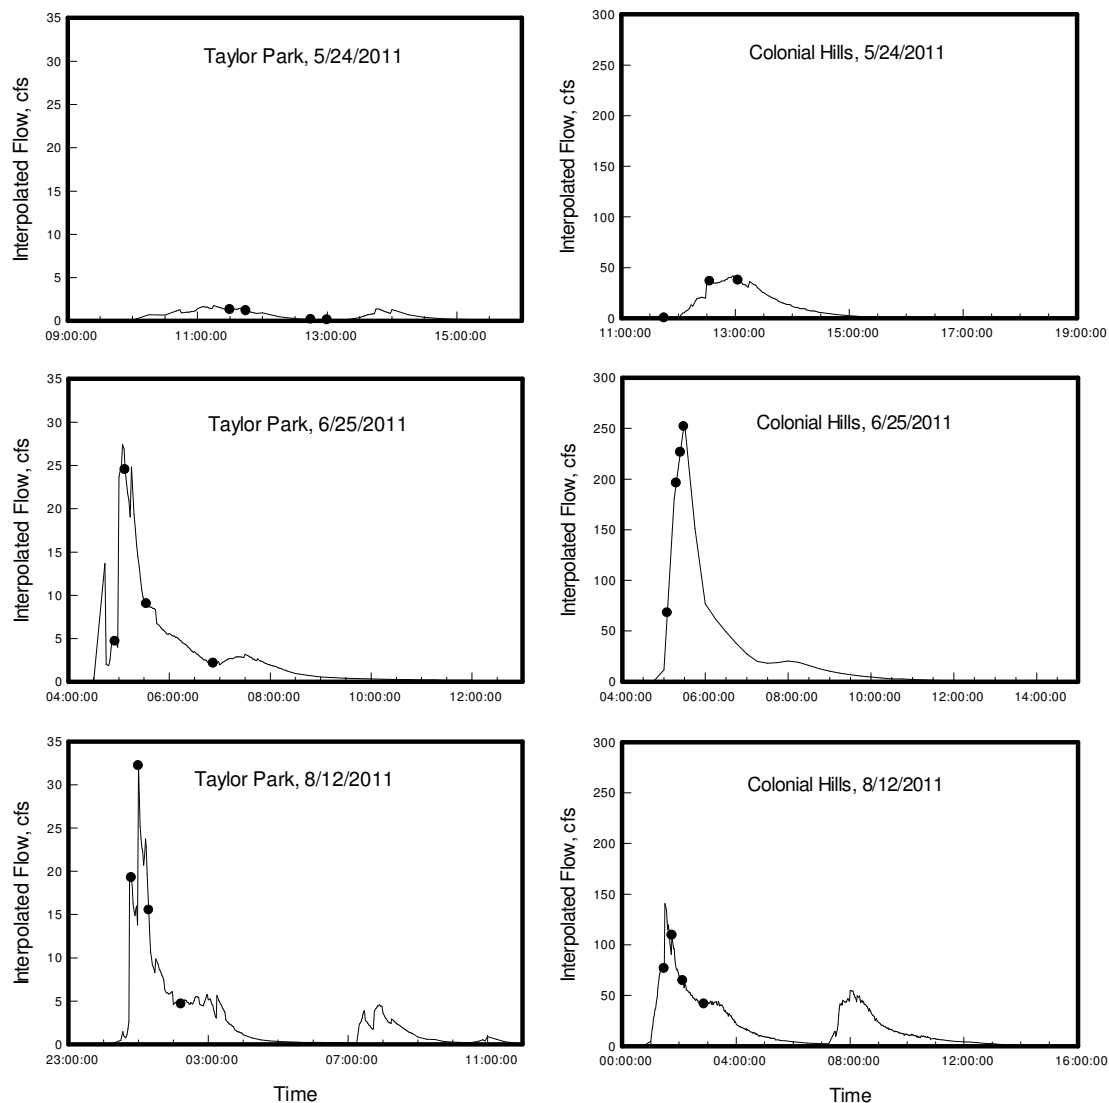 Taylor Park, 5/24/2011
Interpolated Flow, cfs
35
30
25
20
15
10
5
0
09:00:00 11:00:00 13:00:00 15:00:00
Colonial Hills, 5/24/2011
Interpolated Flow, cfs
300
250
200
150
100
50
0
11:00:00 13:00:00 15:00:00 17:00:00 19:00:00
Taylor Park, 6/25/2011
Interpolated Flow, cfs
35
30
25
20
15
10
5
0
04:00:00 06:00:00 08:00:00 10:00:00 12:00:00
Colonial Hills, 6/25/2011
Interpolated Flow, cfs
300
250
200
150
100
50
0
04:00:00 06:00:00 08:00:00 10:00:00 12:00:00 14:00:00
Taylor Park, 8/12/2011
Interpolated Flow, cfs
35
30
25
20
15
10
5
0
23:00:00 03:00:00 07:00:00 11:00:00
Time
Colonial Hills, 8/12/2011
Interpolated Flow, cfs
300
250
200
150
100
50
0
00:00:00 04:00:00 08:00:00 12:00:00 16:00:00
Time